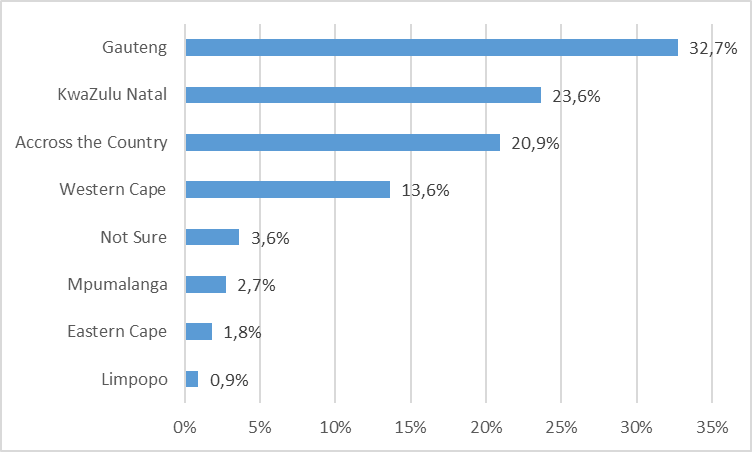 Gauteng 32,7%
KwaZulu Natal 23,6%
Accross the Country 20,9%
Western Cape 13,6%
Not Sure 3,6%
Mpumalanga 2,7%
Eastern Cape 1,8%
Limpopo 0,9%
0% 5% 10% 15% 20% 25% 30% 35%